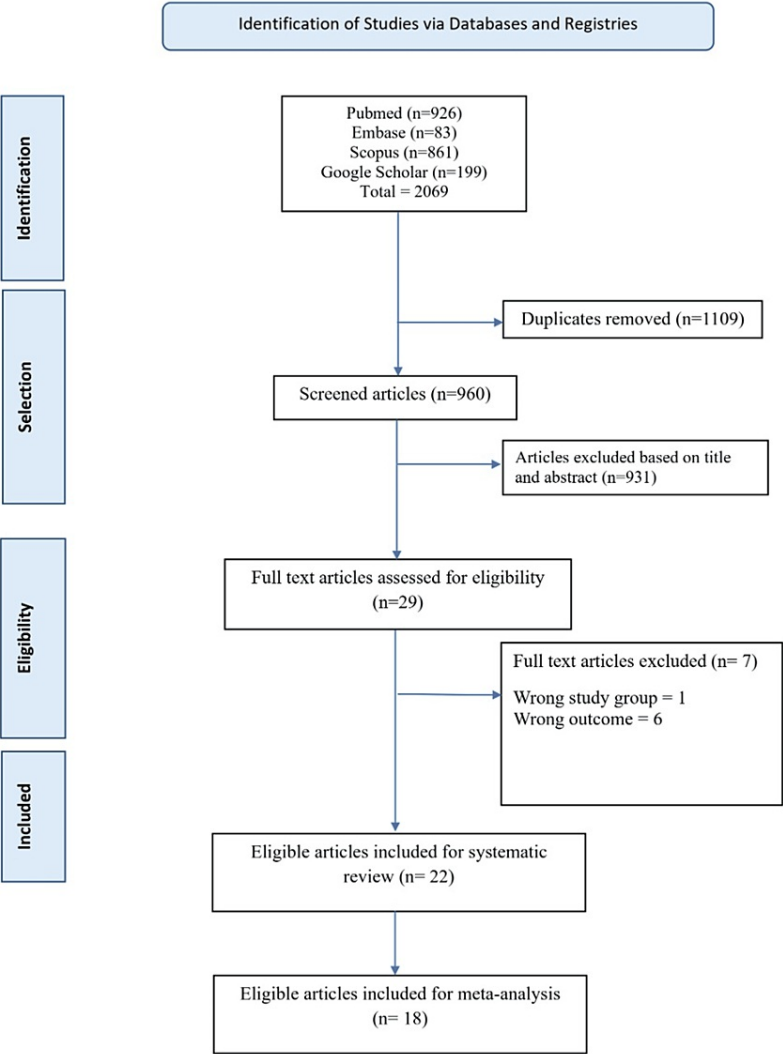 Identification of Studies via Databases and Registries
Identification
Pubmed (n=926)
Embase (n=83)
Scopus (n=861)
Google Scholar (n=199)
Total = 2069
Duplicates removed (n=1109)
Selection
Screened articles (n=960)
Articles excluded based on title
and abstract (n=931)
Eligibility
Full text articles assessed for eligibility
(n=29)
Full text articles excluded (n= 7)
Wrong study group = 1
Wrong outcome = 6
Included
Eligible articles included for systematic
review (n= 22)
Eligible articles included for meta-analysis
(n= 18)